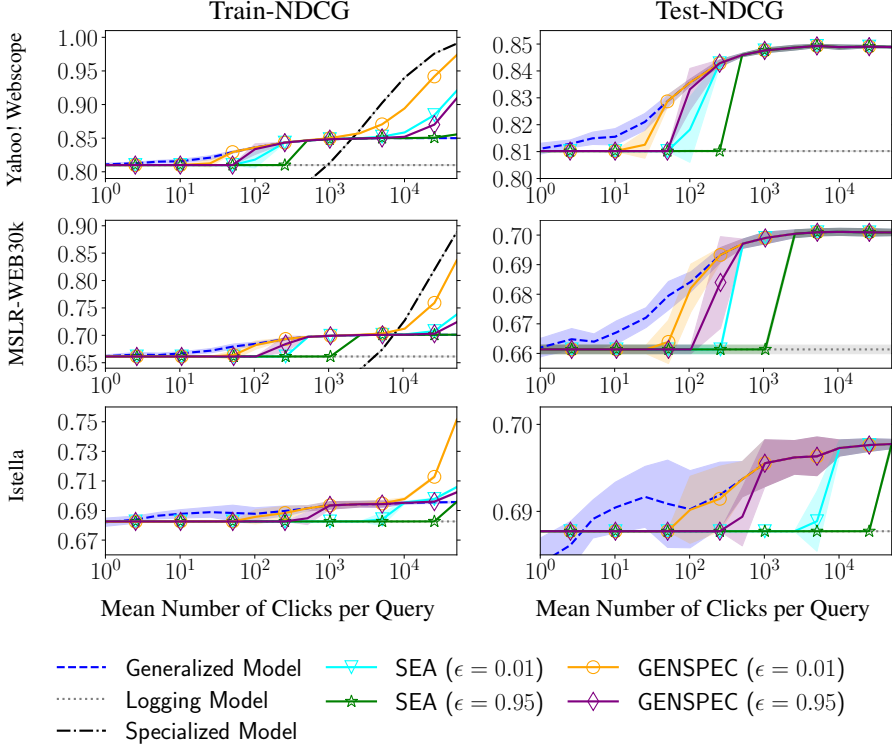 Train-NDCG
Test-NDCG
Yahoo! Webscope
1.00
0.95
0.90
0.85
0.80
10^0 10^1 10^2 10^3 10^4
0.85
0.84
0.83
0.82
0.81
0.80
10^0 10^1 10^2 10^3 10^4
MSLR-WEB30k
0.90
0.85
0.80
0.75
0.70
0.65
10^0 10^1 10^2 10^3 10^4
0.70
0.69
0.68
0.67
0.66
10^0 10^1 10^2 10^3 10^4
Istella
0.75
0.73
0.71
0.69
0.67
10^0 10^1 10^2 10^3 10^4
0.70
0.69
10^0 10^1 10^2 10^3 10^4
Mean Number of Clicks per Query
Mean Number of Clicks per Query
Generalized Model
Logging Model
Specialized Model
SEA (ϵ = 0.01)
SEA (ϵ = 0.95)
GENSPEC (ϵ = 0.01)
GENSPEC (ϵ = 0.95)